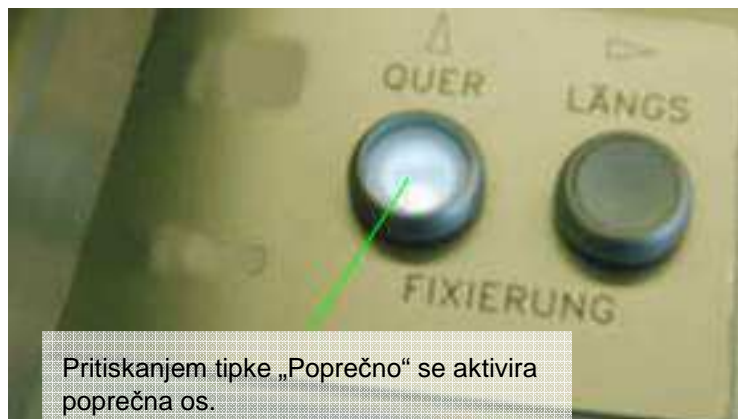 QUER
LÄNGS
FIXIERUNG
Pritiskanjem tipke „Poprečno“ se aktivira
poprečna os.